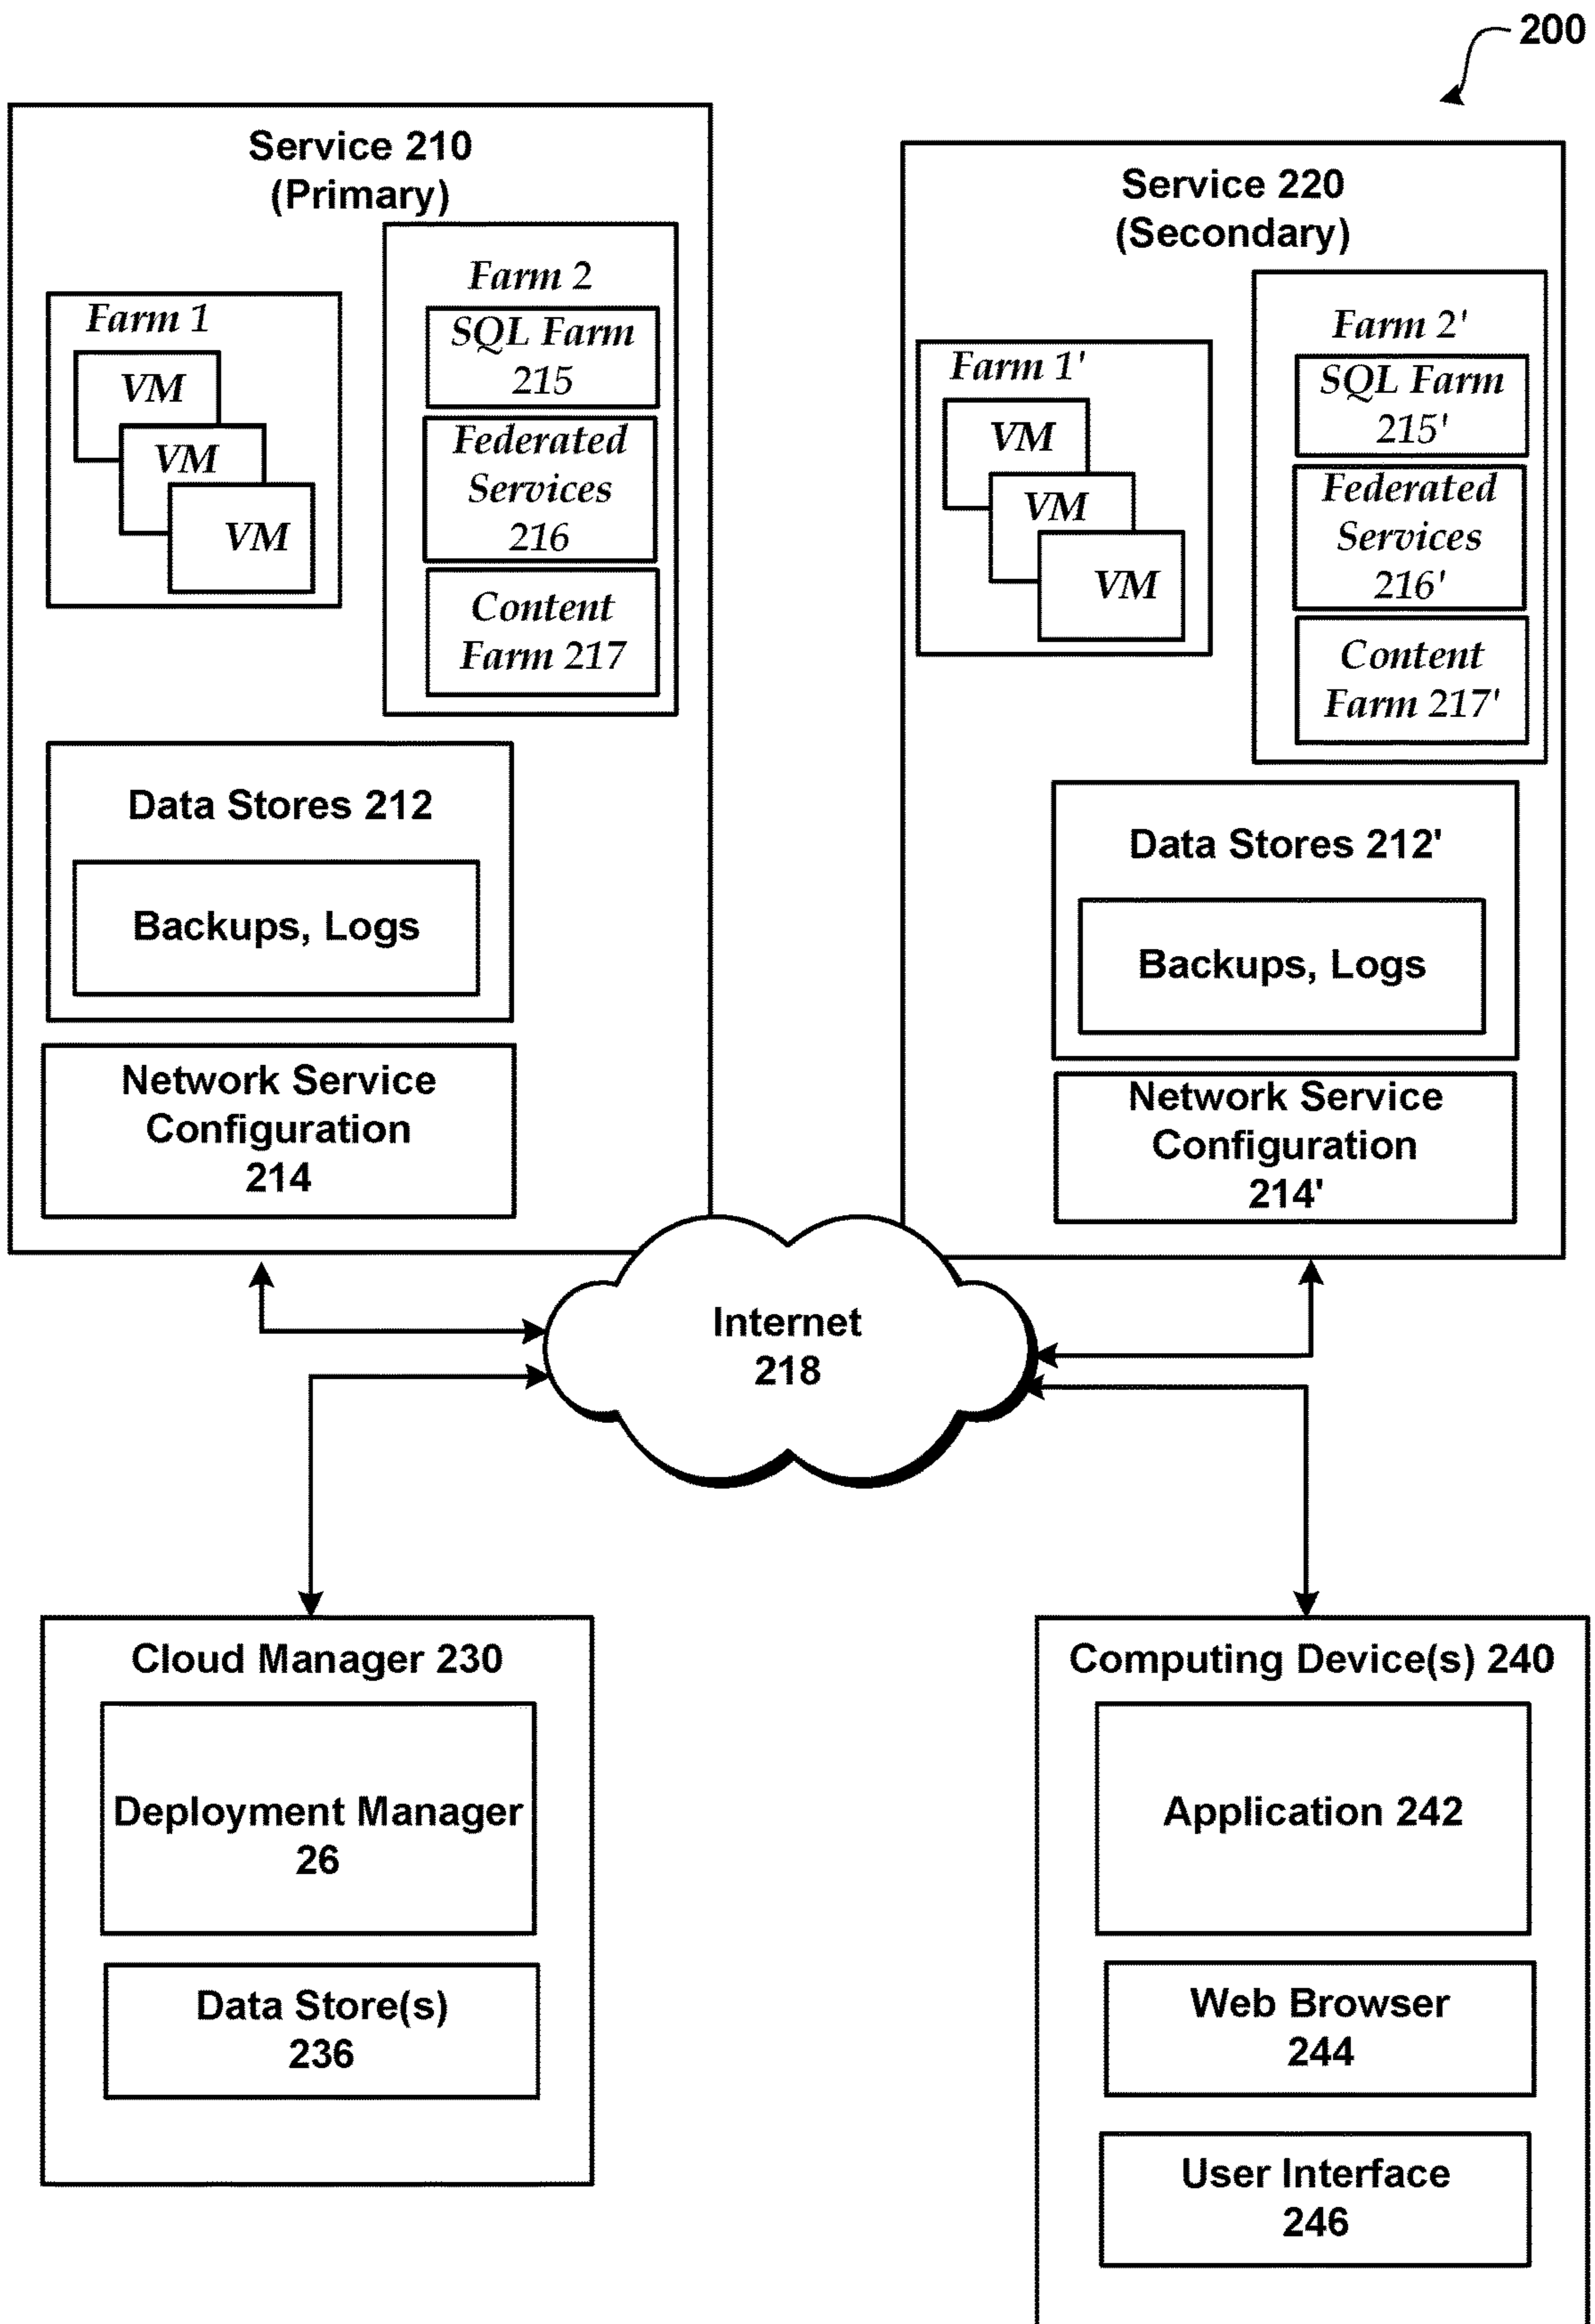 200
Service 210
(Primary)
Farm 1
VM
VM
VM
Farm 2
SQL Farm
215
Federated
Services
216
Content
Farm 217
Data Stores 212
Backups, Logs
Network Service
Configuration
214
Service 220
(Secondary)
Farm 1'
VM
VM
VM
Farm 2'
SQL Farm
215'
Federated
Services
216'
Content
Farm 217'
Data Stores 212'
Backups, Logs
Network Service
Configuration
214'
Internet
218
Cloud Manager 230
Deployment Manager
26
Data Store(s)
236
Computing Device(s) 240
Application 242
Web Browser
244
User Interface
246